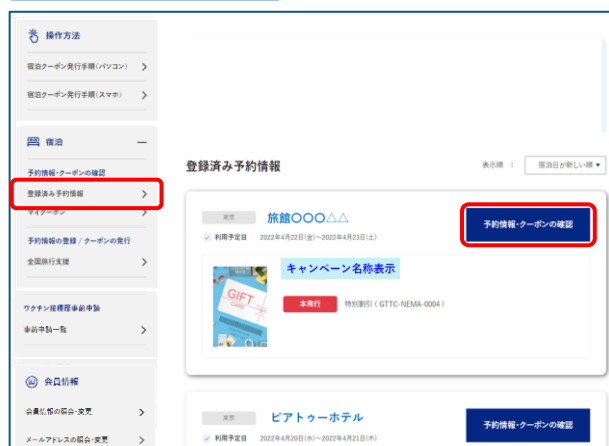 操作方法
宿泊クーポン発行手順(パソコン)
宿泊クーポン発行手順(スマホ)
宿泊
予約情報・クーポンの確認
登録済み予約情報
マイクーポン
予約情報の登録 / クーポンの発行
全国旅行支援
ワクチン接種歴事前申請
事前申請一覧
会員情報
会員情報の照会・変更
メールアドレスの照会・変更
登録済み予約情報
表示順 : 宿泊日が新しい順▼
東京 旅館〇〇〇△△
利用予定日 2022年4月22日(金)～2022年4月23日(土)
予約情報・クーポンの確認
GIFT
CARD
キャンペーン名称表示
未発行 特別割引 ( GTTC-NEMA-0004 )
東京 ピアトゥーホテル
利用予定日 2022年4月20日(水)～2022年4月21日(木)
予約情報・クーポンの確認